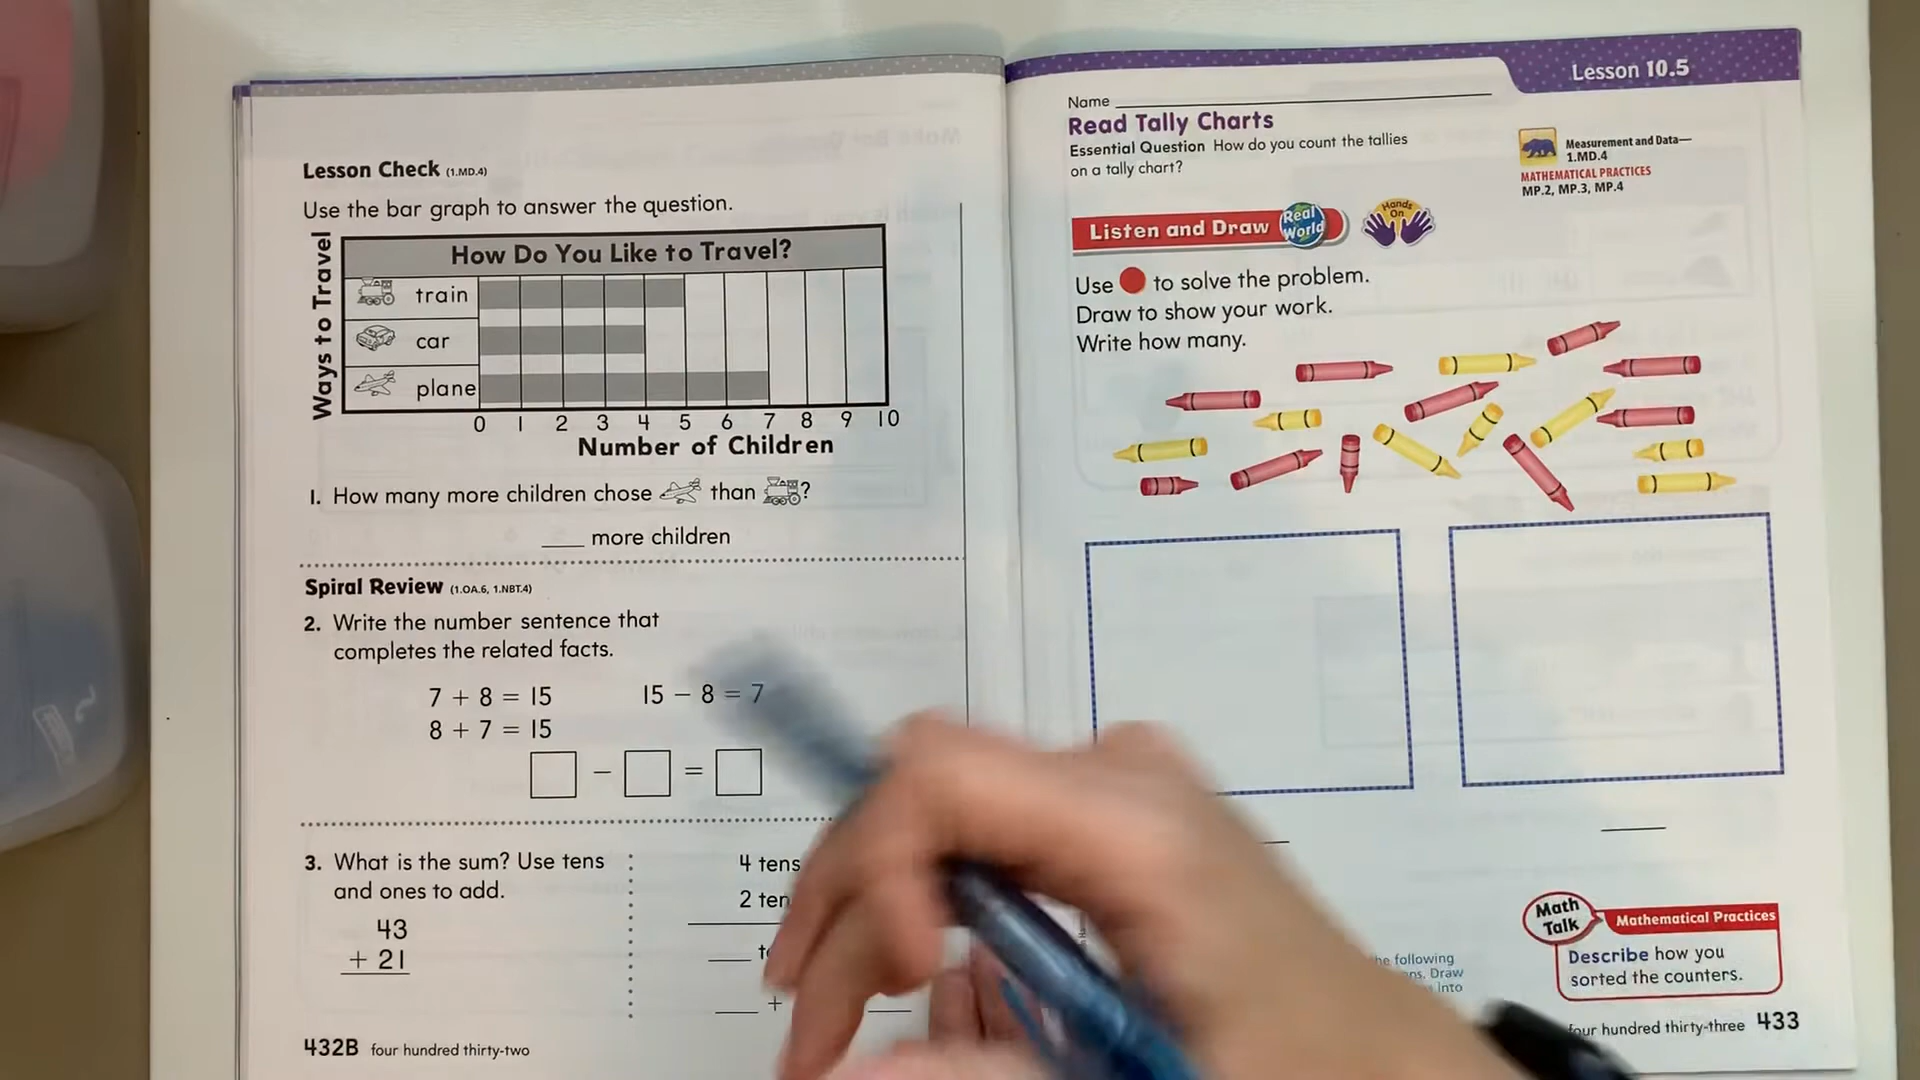 Lesson Check (1.MD.4)
Use the bar graph to answer the question.
Ways to Travel
How Do You Like to Travel?
train
car
plane
0 1 2 3 4 5 6 7 8 9 10
Number of Children
1. How many more children chose than ?
___ more children
Spiral Review (1.OA.6, 1.NBT.4)
2. Write the number sentence that
completes the related facts.
7 + 8 = 15 15 − 8 = 7
8 + 7 = 15
− =
3. What is the sum? Use tens
and ones to add.
43
+ 21
4 tens
2
___
___ + ___
432B four hundred thirty-two
Lesson 10.5
Name
Read Tally Charts
Essential Question How do you count the tallies
on a tally chart?
Measurement and Data—
1.MD.4
MATHEMATICAL PRACTICES
MP.2, MP.3, MP.4
Listen and Draw
Real
World
Hands
On
Use to solve the problem.
Draw to show your work.
Write how many.
following
Draw
into
Math
Talk
Mathematical Practices
Describe how you
sorted the counters.
four hundred thirty-three 433